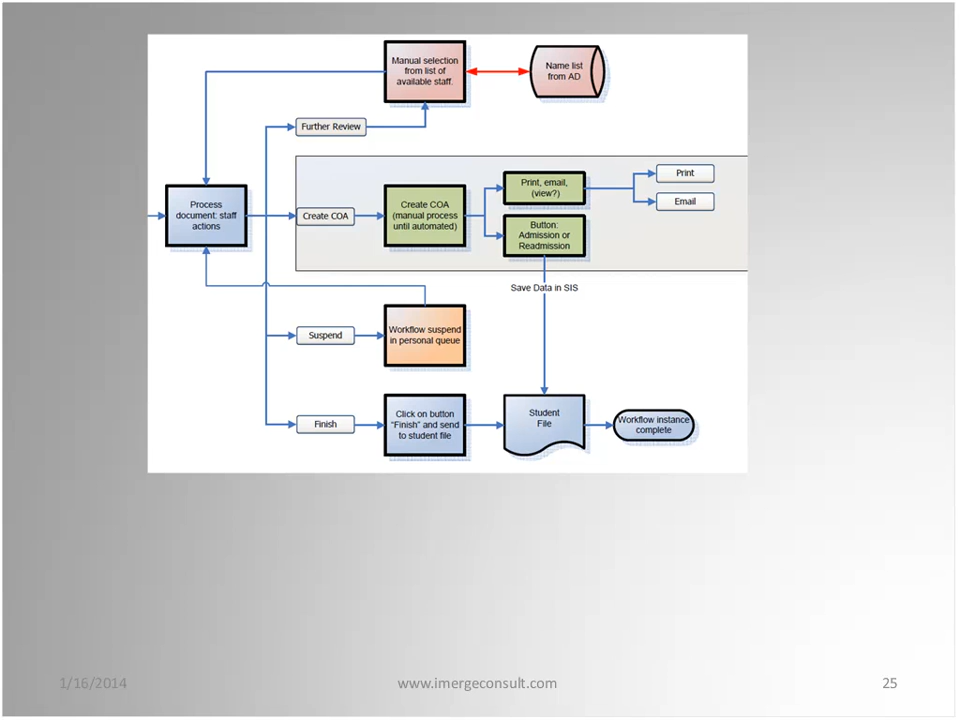 Manual selection
from list of
available staff.
Name list
from AD
Further Review
Process
document: staff
actions
Create COA
Create COA
(manual process
until automated)
Print, email,
(view?)
Print
Email
Button:
Admission or
Readmission
Save Data in SIS
Suspend
Workflow suspend
in personal queue
Finish
Click on button
“Finish” and send
to student file
Student
File
Workflow instance
complete
1/16/2014
www.imergeconsult.com
25